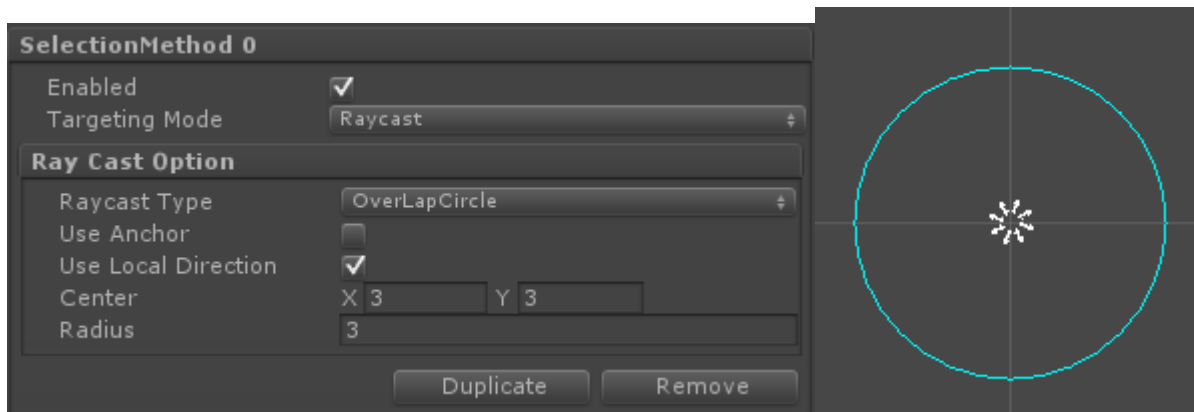 SelectionMethod 0
Enabled
Targeting Mode Raycast
Ray Cast Option
Raycast Type OverLapCircle
Use Anchor
Use Local Direction
Center X 3 Y 3
Radius 3
Duplicate Remove